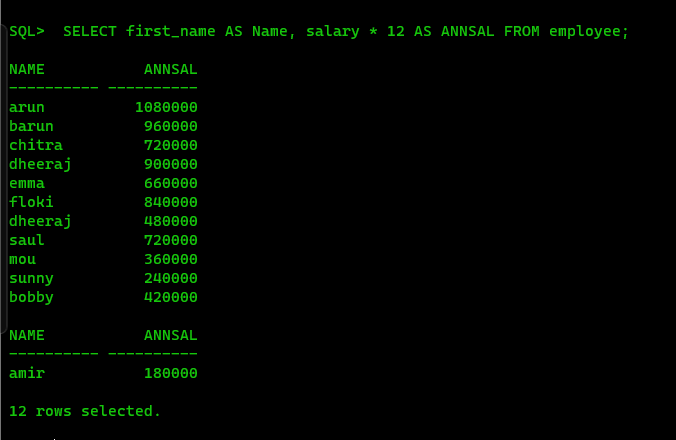 SQL>  SELECT first_name AS Name, salary * 12 AS ANNSAL FROM employee;
NAME           ANNSAL
---------- ----------
arun          1080000
barun          960000
chitra         720000
dheeraj        900000
emma           660000
floki          840000
dheeraj        480000
saul           720000
mou            360000
sunny          240000
bobby          420000
NAME           ANNSAL
---------- ----------
amir           180000
12 rows selected.